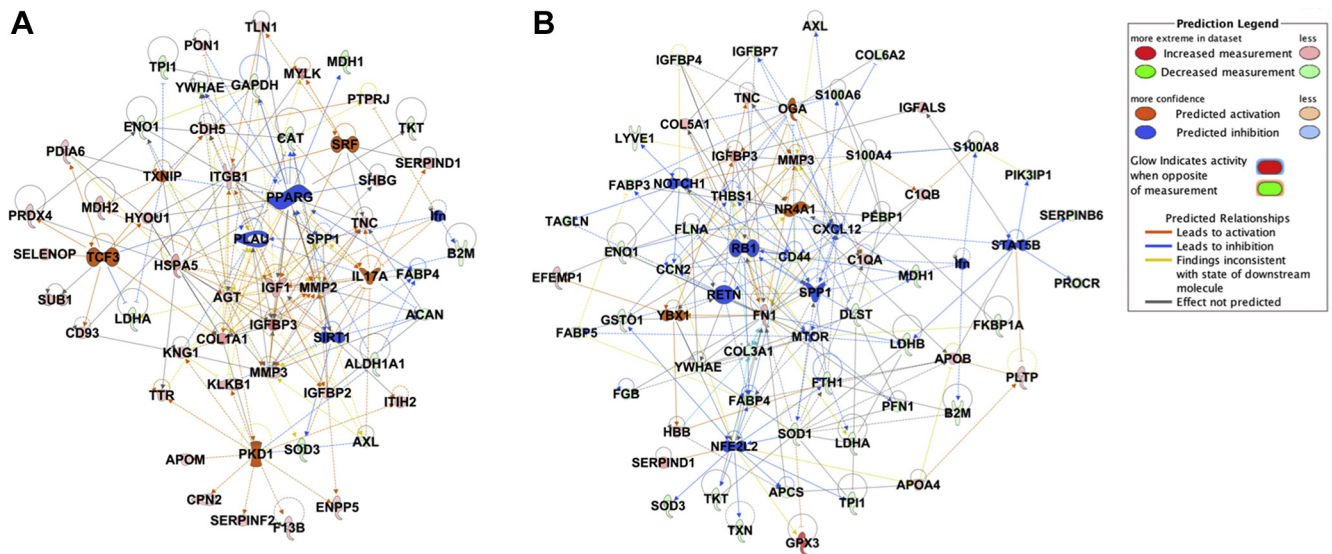 A
TLN1
PON1
TPI1
MDH1
YWHAE
GAPDH
MYLK
PTPRJ
ENO1
CDH5
CAT
SRF
TKT
PDIA6
TXNIP
ITGB1
SERPIND1
SHBG
PPARG
PRDX4
MDH2
HYOU1
TNC
lfn
PLAU
SPP1
B2M
SELENOP
TCF3
HSPA5
IL17A
FABP4
SUB1
AGT
IGF1
MMP2
ACAN
LDHA
CD93
COL1A1
IGFBP3
SIRT1
KNG1
MMP3
ALDH1A1
TTR
KLKB1
IGFBP2
ITIH2
APOM
PKD1
SOD3
AXL
CPN2
SERPINF2
F13B
ENPP5
B
AXL
IGFBP4
IGFBP7
COL6A2
TNC
OGA
S100A6
IGFALS
COL5A1
LYVE1
IGFBP3
MMP3
S100A4
S100A8
PIK3IP1
FABP3
NOTCH1
THBS1
C1QB
NR4A1
TAGLN
FLNA
PEBP1
SERPINB6
CXCL12
ENO1
RB1
CD44
C1QA
STAT5B
lfn
EFEMP1
CCN2
MDH1
PROCR
RETN
SPP1
GSTO1
YBX1
FN1
DLST
FABP5
MTOR
LDHB
FKBP1A
COL3A1
YWHAE
APOB
PLTP
FGB
FTH1
FABP4
PFN1
B2M
HBB
NFE2L2
SOD1
LDHA
SERPIND1
SOD3
TKT
APCS
TPI1
APOA4
TXN
GPX3
Prediction Legend
more extreme in dataset less
Increased measurement
Decreased measurement
more confidence less
Predicted activation
Predicted inhibition
Glow Indicates activity
when opposite
of measurement
Predicted Relationships
Leads to activation
Leads to inhibition
Findings inconsistent
with state of downstream
molecule
Effect not predicted